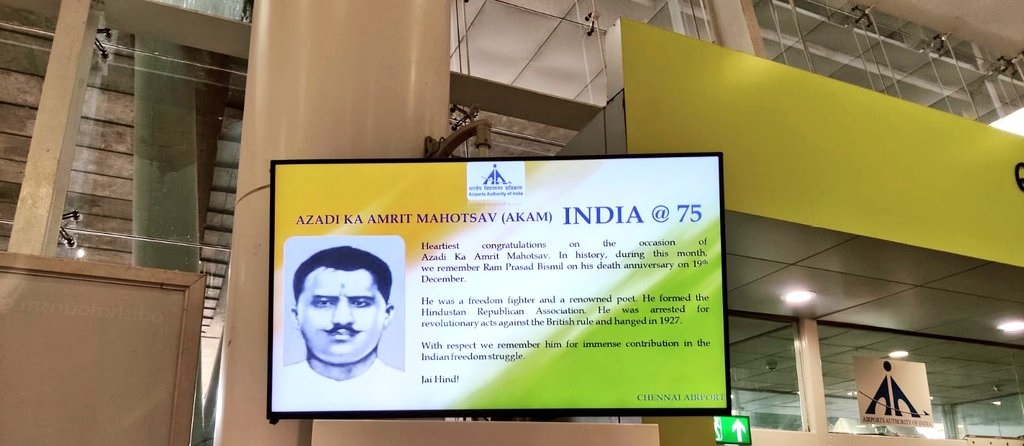 भारतीय विमानपत्तन प्राधिकरण
Airports Authority of India
AZADI KA AMRIT MAHOTSAV (AKAM) INDIA @ 75
Heartiest congratulations on the occasion of
Azadi Ka Amrit Mahotsav. In history, during this month,
we remember Ram Prasad Bismil on his death anniversary on 19th
December.
He was a freedom fighter and a renowned poet. He formed the
Hindustan Republican Association. He was arrested for
revolutionary acts against the British rule and hanged in 1927.
With respect we remember him for immense contribution in the
Indian freedom struggle.
Jai Hind!
CHENNAI AIRPORT
AIRPORTS AUTHORITY OF INDIA